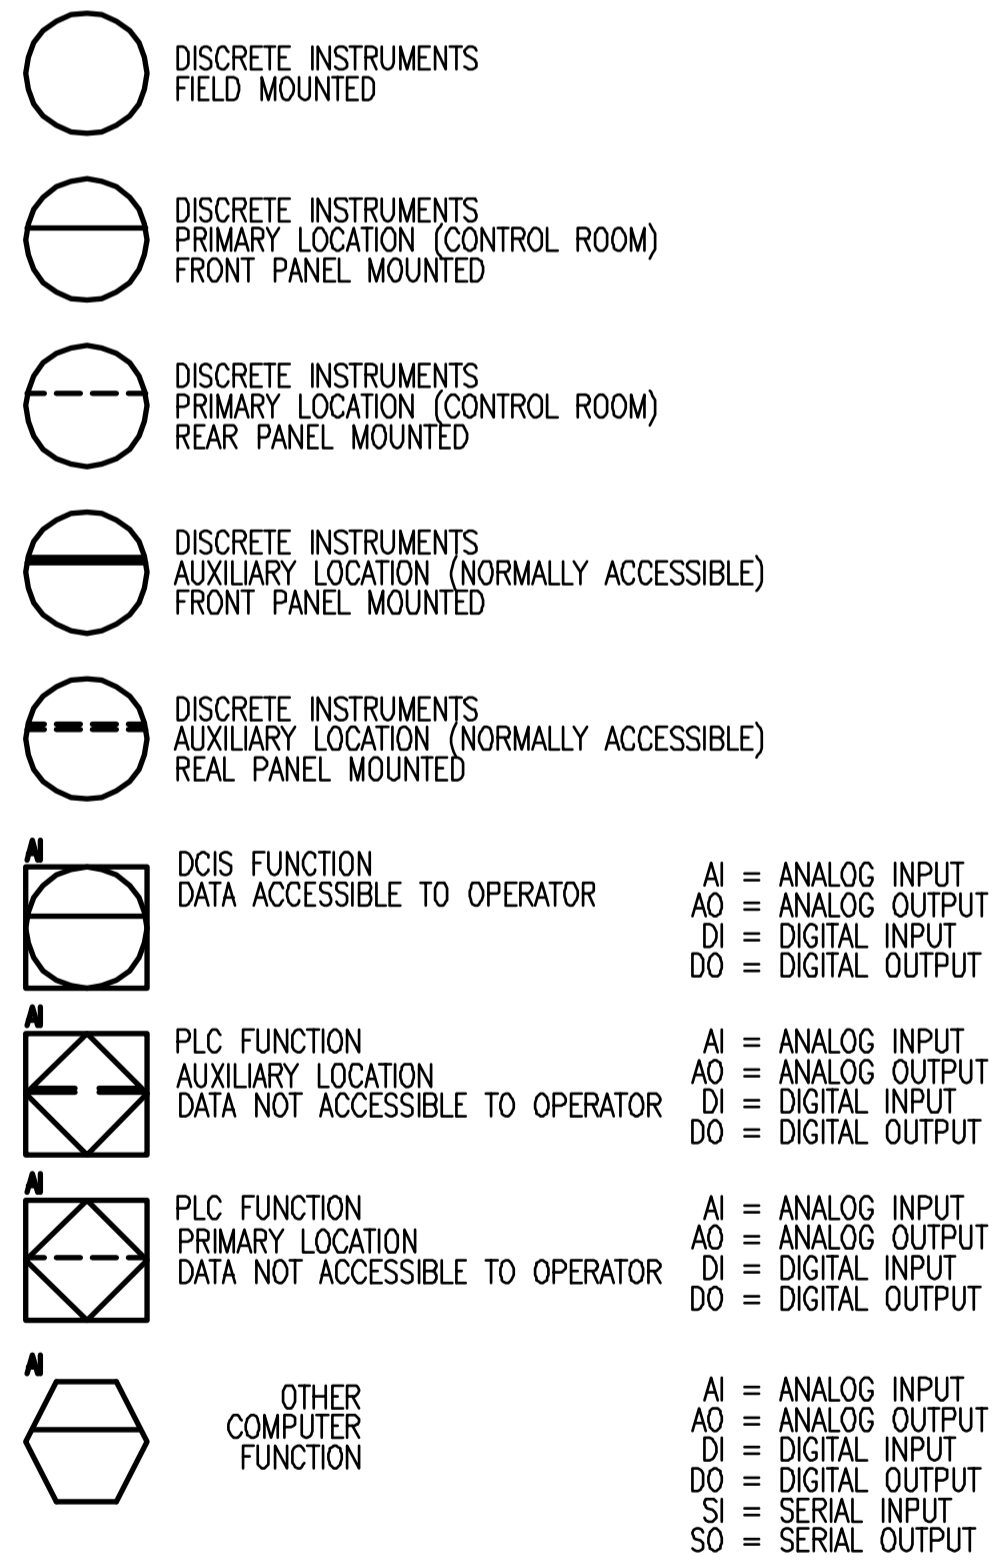 DISCRETE INSTRUMENTS
FIELD MOUNTED
DISCRETE INSTRUMENTS
PRIMARY LOCATION (CONTROL ROOM)
FRONT PANEL MOUNTED
DISCRETE INSTRUMENTS
PRIMARY LOCATION (CONTROL ROOM)
REAR PANEL MOUNTED
DISCRETE INSTRUMENTS
AUXILIARY LOCATION (NORMALLY ACCESSIBLE)
FRONT PANEL MOUNTED
DISCRETE INSTRUMENTS
AUXILIARY LOCATION (NORMALLY ACCESSIBLE)
REAL PANEL MOUNTED
AI
DCIS FUNCTION
DATA ACCESSIBLE TO OPERATOR
AI = ANALOG INPUT
AO = ANALOG OUTPUT
DI = DIGITAL INPUT
DO = DIGITAL OUTPUT
AI
PLC FUNCTION
AUXILIARY LOCATION
DATA NOT ACCESSIBLE TO OPERATOR
AI = ANALOG INPUT
AO = ANALOG OUTPUT
DI = DIGITAL INPUT
DO = DIGITAL OUTPUT
AI
PLC FUNCTION
PRIMARY LOCATION
DATA NOT ACCESSIBLE TO OPERATOR
AI = ANALOG INPUT
AO = ANALOG OUTPUT
DI = DIGITAL INPUT
DO = DIGITAL OUTPUT
AI
OTHER
COMPUTER
FUNCTION
AI = ANALOG INPUT
AO = ANALOG OUTPUT
DI = DIGITAL INPUT
DO = DIGITAL OUTPUT
SI = SERIAL INPUT
SO = SERIAL OUTPUT